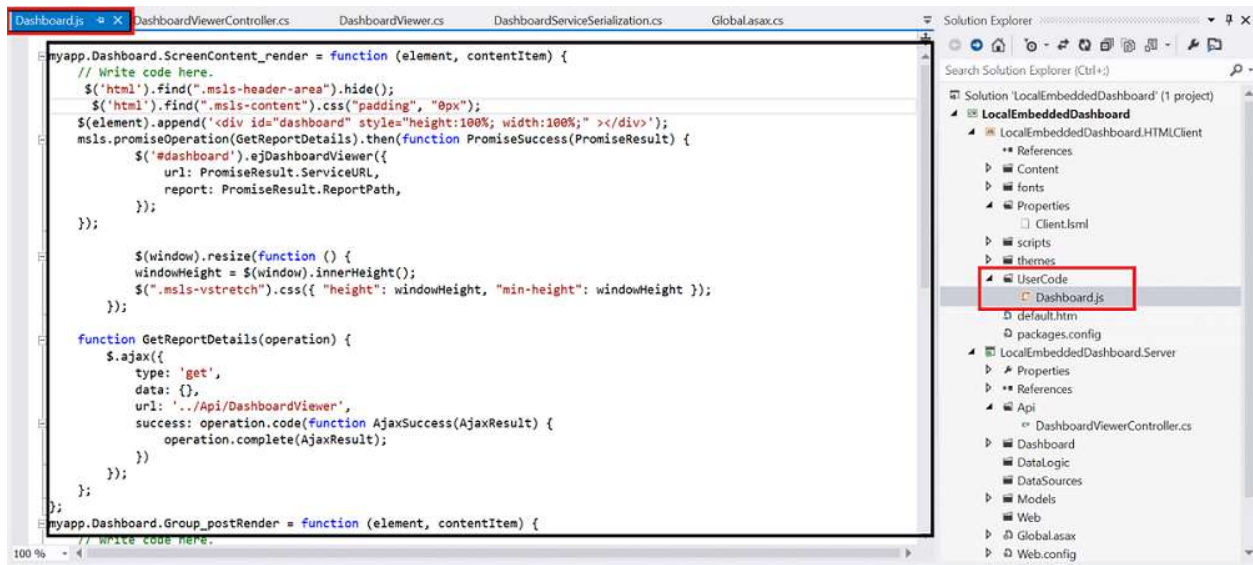 Dashboard.js
DashboardViewerController.cs
DashboardViewer.cs
DashboardServiceSerialization.cs
Global.asax.cs
myapp.Dashboard.ScreenContent_render = function (element, contentItem) {
// Write code here.
$('html').find(".msls-header-area").hide();
$('html').find(".msls-content").css("padding", "0px");
$(element).append('<div id="dashboard" style="height:100%; width:100%;" ></div>');
msls.promiseOperation(GetReportDetails).then(function PromiseSuccess(PromiseResult) {
$('#dashboard').ejDashboardViewer({
url: PromiseResult.ServiceURL,
report: PromiseResult.ReportPath,
});
});
$(window).resize(function () {
windowHeight = $(window).innerHeight();
$(".msls-vstretch").css({ "height": windowHeight, "min-height": windowHeight });
});
function GetReportDetails(operation) {
$.ajax({
type: 'get',
data: {},
url: '../Api/DashboardViewer',
success: operation.code(function AjaxSuccess(AjaxResult) {
operation.complete(AjaxResult);
})
});
};
};
myapp.Dashboard.Group_postRender = function (element, contentItem) {
// Write code here.
100 %
Solution Explorer
Search Solution Explorer (Ctrl+;)
Solution 'LocalEmbeddedDashboard' (1 project)
LocalEmbeddedDashboard
LocalEmbeddedDashboard.HTMLClient
References
Content
fonts
Properties
Client.lsml
scripts
themes
UserCode
Dashboard.js
default.htm
packages.config
LocalEmbeddedDashboard.Server
Properties
References
Api
DashboardViewerController.cs
Dashboard
DataLogic
DataSources
Models
Web
Global.asax
Web.config